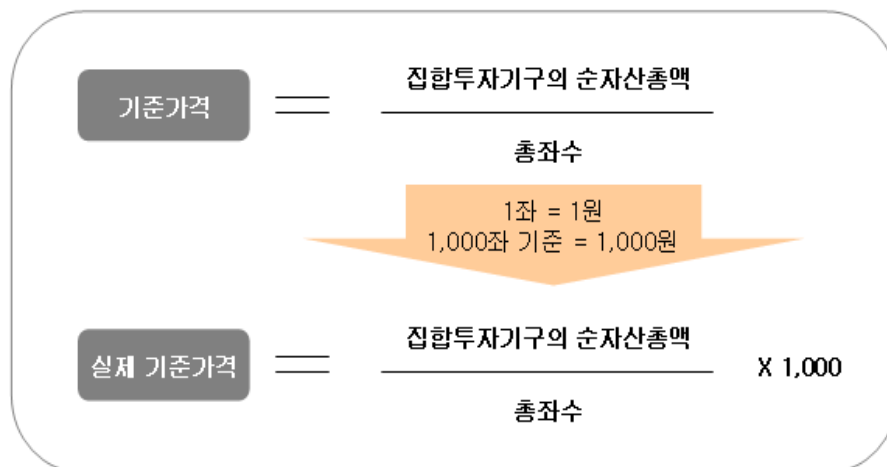 집합투자기구의 순자산총액
기준가격
총좌수
1좌 = 1원
1,000좌 기준 = 1,000원
집합투자기구의 순자산총액
실제 기준가격
X 1,000
총좌수